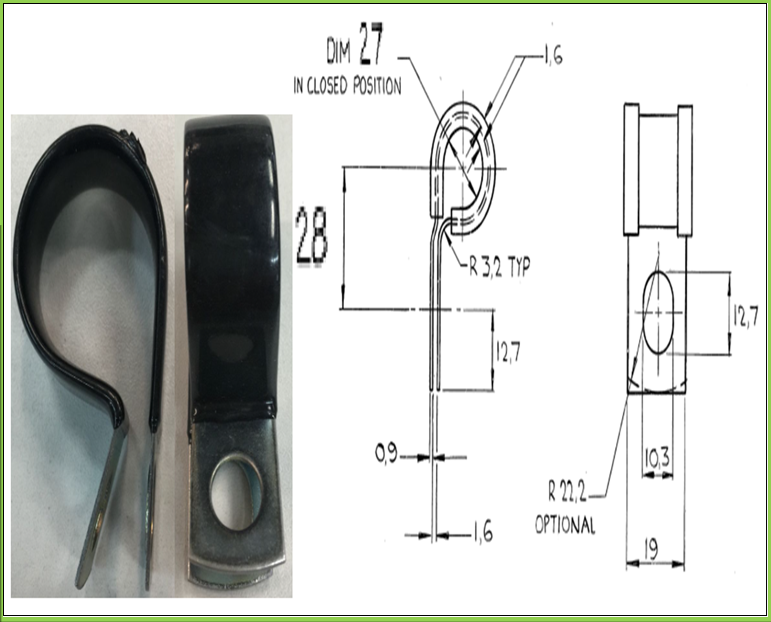 DIM 27
IN CLOSED POSITION
1,6
28
R 3,2 TYP
12,7
12,7
0,9
10,3
R 22,2
OPTIONAL
1,6
19